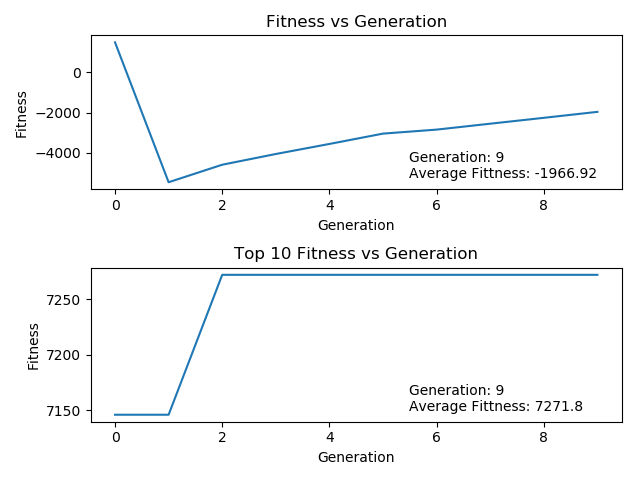 Fitness vs Generation
0
−2000
−4000
Fitness
Generation: 9
Average Fittness: -1966.92
0 2 4 6 8
Generation
Top 10 Fitness vs Generation
7250
7200
7150
Fitness
Generation: 9
Average Fittness: 7271.8
0 2 4 6 8
Generation